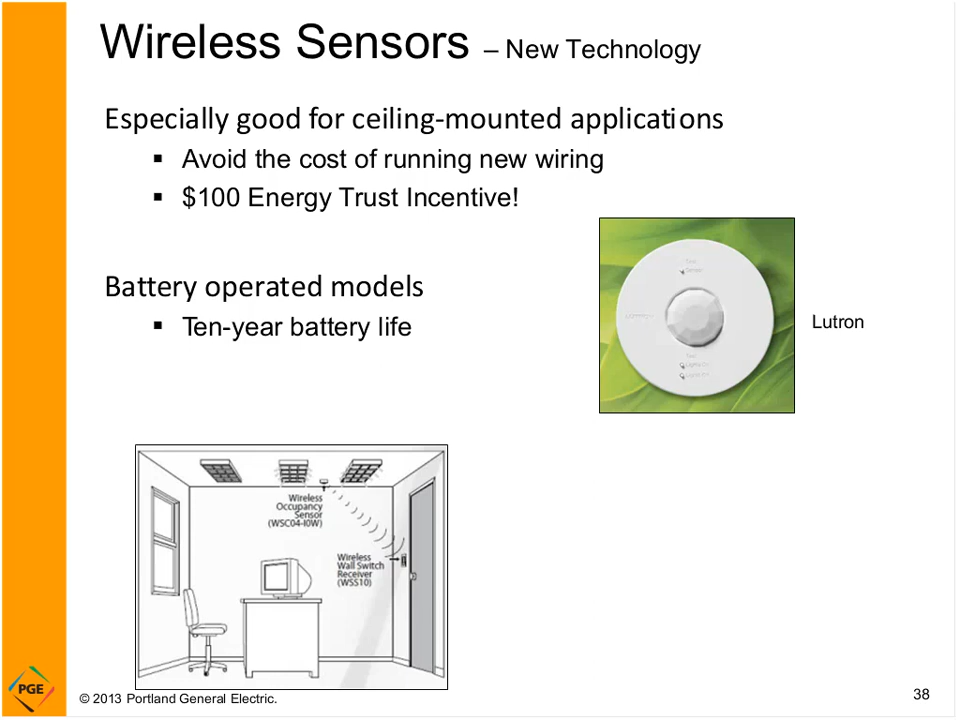 Wireless Sensors – New Technology
Especially good for ceiling-mounted applications
▪ Avoid the cost of running new wiring
▪ $100 Energy Trust Incentive!
Battery operated models
▪ Ten-year battery life
Lutron
Wireless
Occupancy
Sensor
(WSC04-I0W)
Wireless
Wall Switch
Receiver
(WSS10)
PGE
© 2013 Portland General Electric.
38